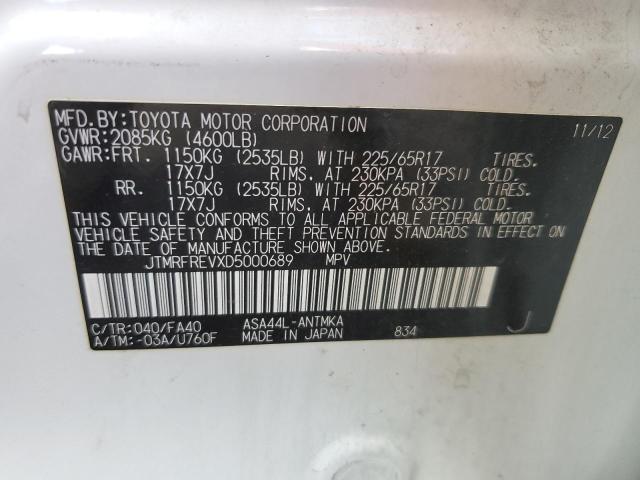 MFD.BY:TOYOTA MOTOR CORPORATION 11/12
GVWR:2085KG (4600LB)
GAWR:FRT. 1150KG (2535LB) WITH 225/65R17 TIRES.
17X7J RIMS, AT 230KPA (33PSI) COLD.
RR. 1150KG (2535LB) WITH 225/65R17 TIRES.
17X7J RIMS, AT 230KPA (33PSI) COLD.
THIS VEHICLE CONFORMS TO ALL APPLICABLE FEDERAL MOTOR
VEHICLE SAFETY AND THEFT PREVENTION STANDARDS IN EFFECT ON
THE DATE OF MANUFACTURE SHOWN ABOVE.
JTMRFREVXD5000689 MPV
C/TR:040/FA40 ASA44L-ANTMKA J
A/TM:-03A/U760F MADE IN JAPAN 834